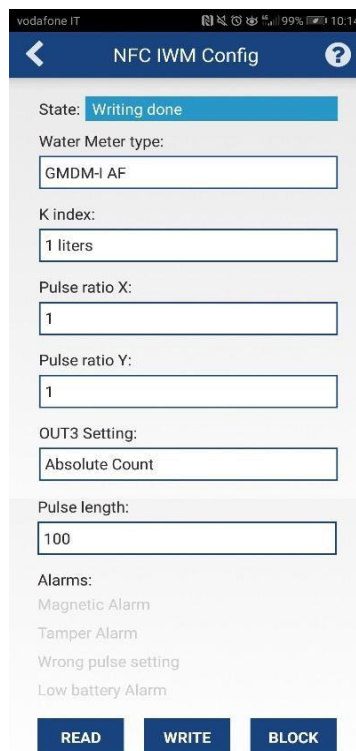 vodafone IT 99% 10:14
NFC IWM Config ?
State: Writing done
Water Meter type:
GMDM-I AF
K index:
1 liters
Pulse ratio X:
1
Pulse ratio Y:
1
OUT3 Setting:
Absolute Count
Pulse length:
100
Alarms:
Magnetic Alarm
Tamper Alarm
Wrong pulse setting
Low battery Alarm
READ WRITE BLOCK